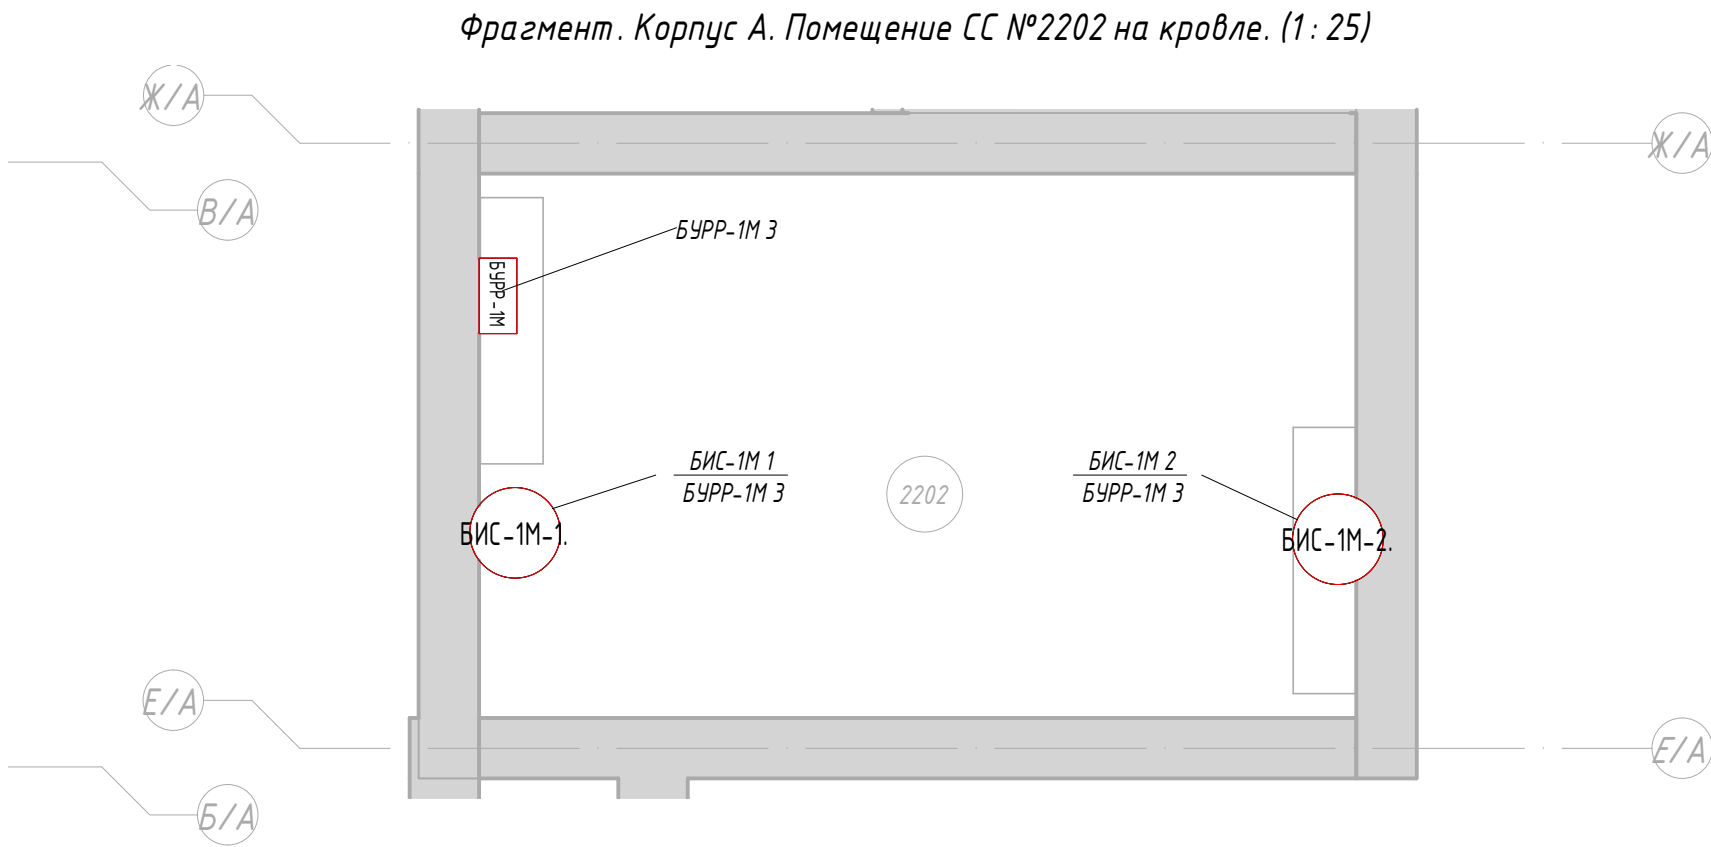 Фрагмент. Корпус А. Помещение СС №2202 на кровле. (1 : 25)
Ж/А
Ж/А
В/А
БУРР-1М 3
БУРР-1М
БИС-1М 1
БУРР-1М 3
2202
БИС-1М 2
БУРР-1М 3
БИС-1М-1.
БИС-1М-2.
Е/А
Е/А
Б/А